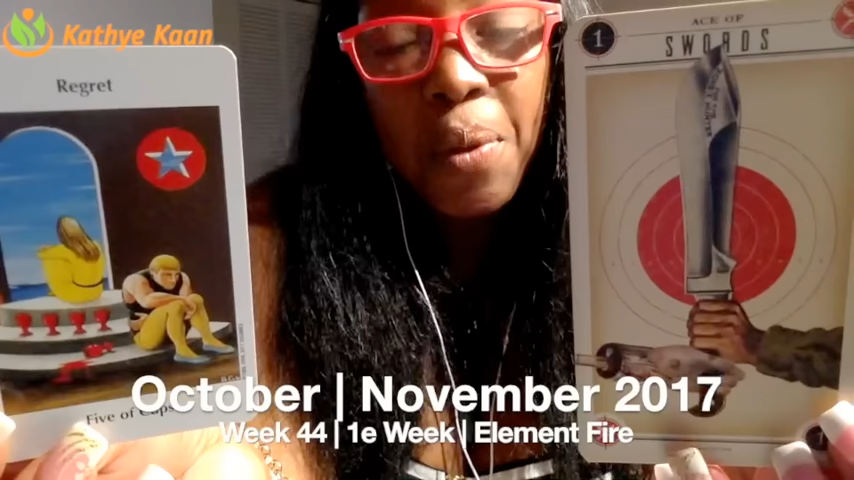 Kathye Kaan
Regret
Five of Cups
1
ACE OF
SWORDS
October | November 2017
Week 44 | 1e Week | Element Fire